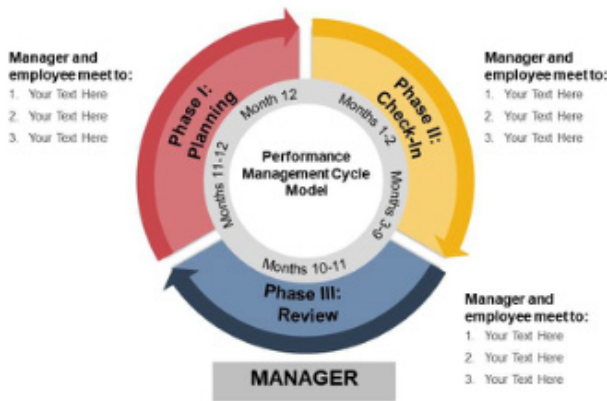 Manager and
employee meet to:
1. Your Text Here
2. Your Text Here
3. Your Text Here
Phase I:
Planning
Month 12
Months 11-12
Performance
Management Cycle
Model
Months 1-2
Months 3-9
Phase II:
Check-In
Manager and
employee meet to:
1. Your Text Here
2. Your Text Here
3. Your Text Here
Months 10-11
Phase III:
Review
Manager and
employee meet to:
1. Your Text Here
2. Your Text Here
3. Your Text Here
MANAGER